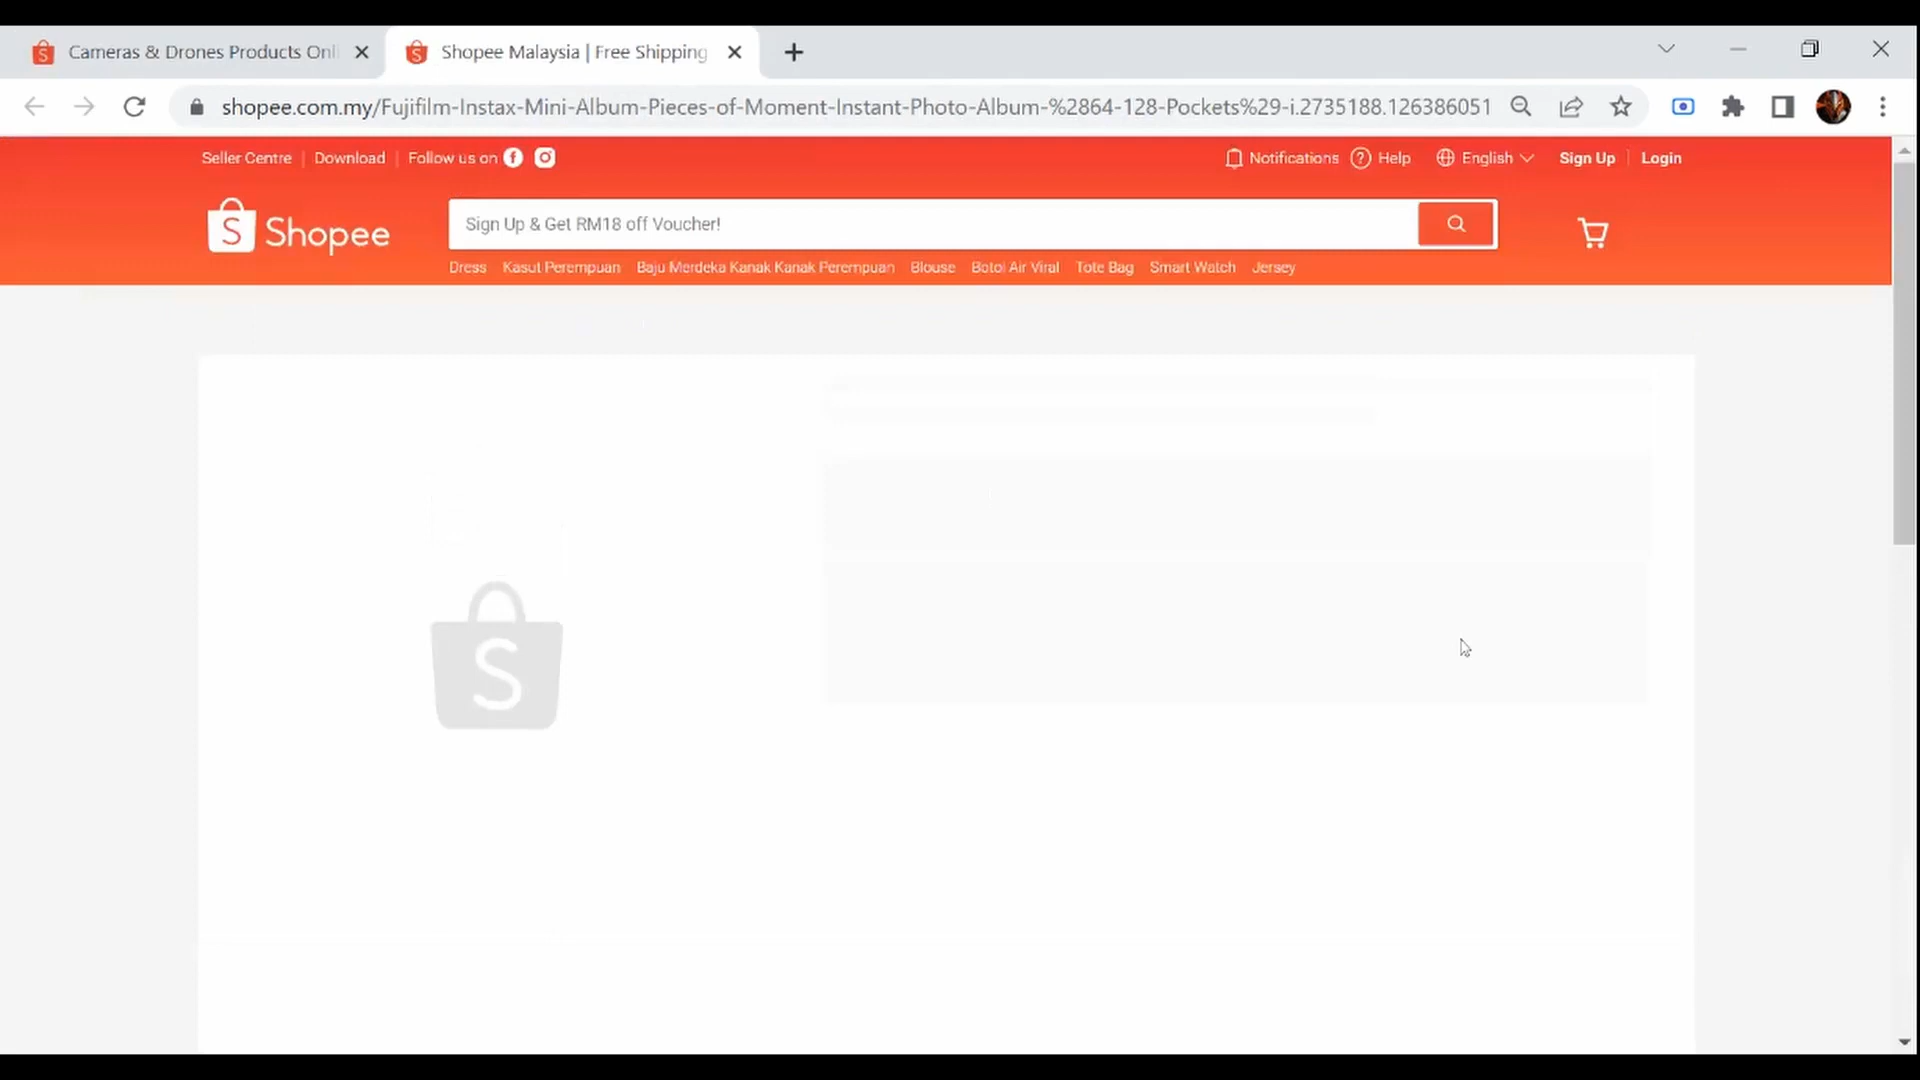 Cameras & Drones Products Onl
Shopee Malaysia | Free Shipping
shopee.com.my/Fujifilm-Instax-Mini-Album-Pieces-of-Moment-Instant-Photo-Album-%2864-128-Pockets%29-i.2735188.126386051
Seller Centre | Download | Follow us on
Notifications Help English Sign Up | Login
Shopee
Sign Up & Get RM18 off Voucher!
Dress Kasut Perempuan Baju Merdeka Kanak Kanak Perempuan Blouse Botol Air Viral Tote Bag Smart Watch Jersey